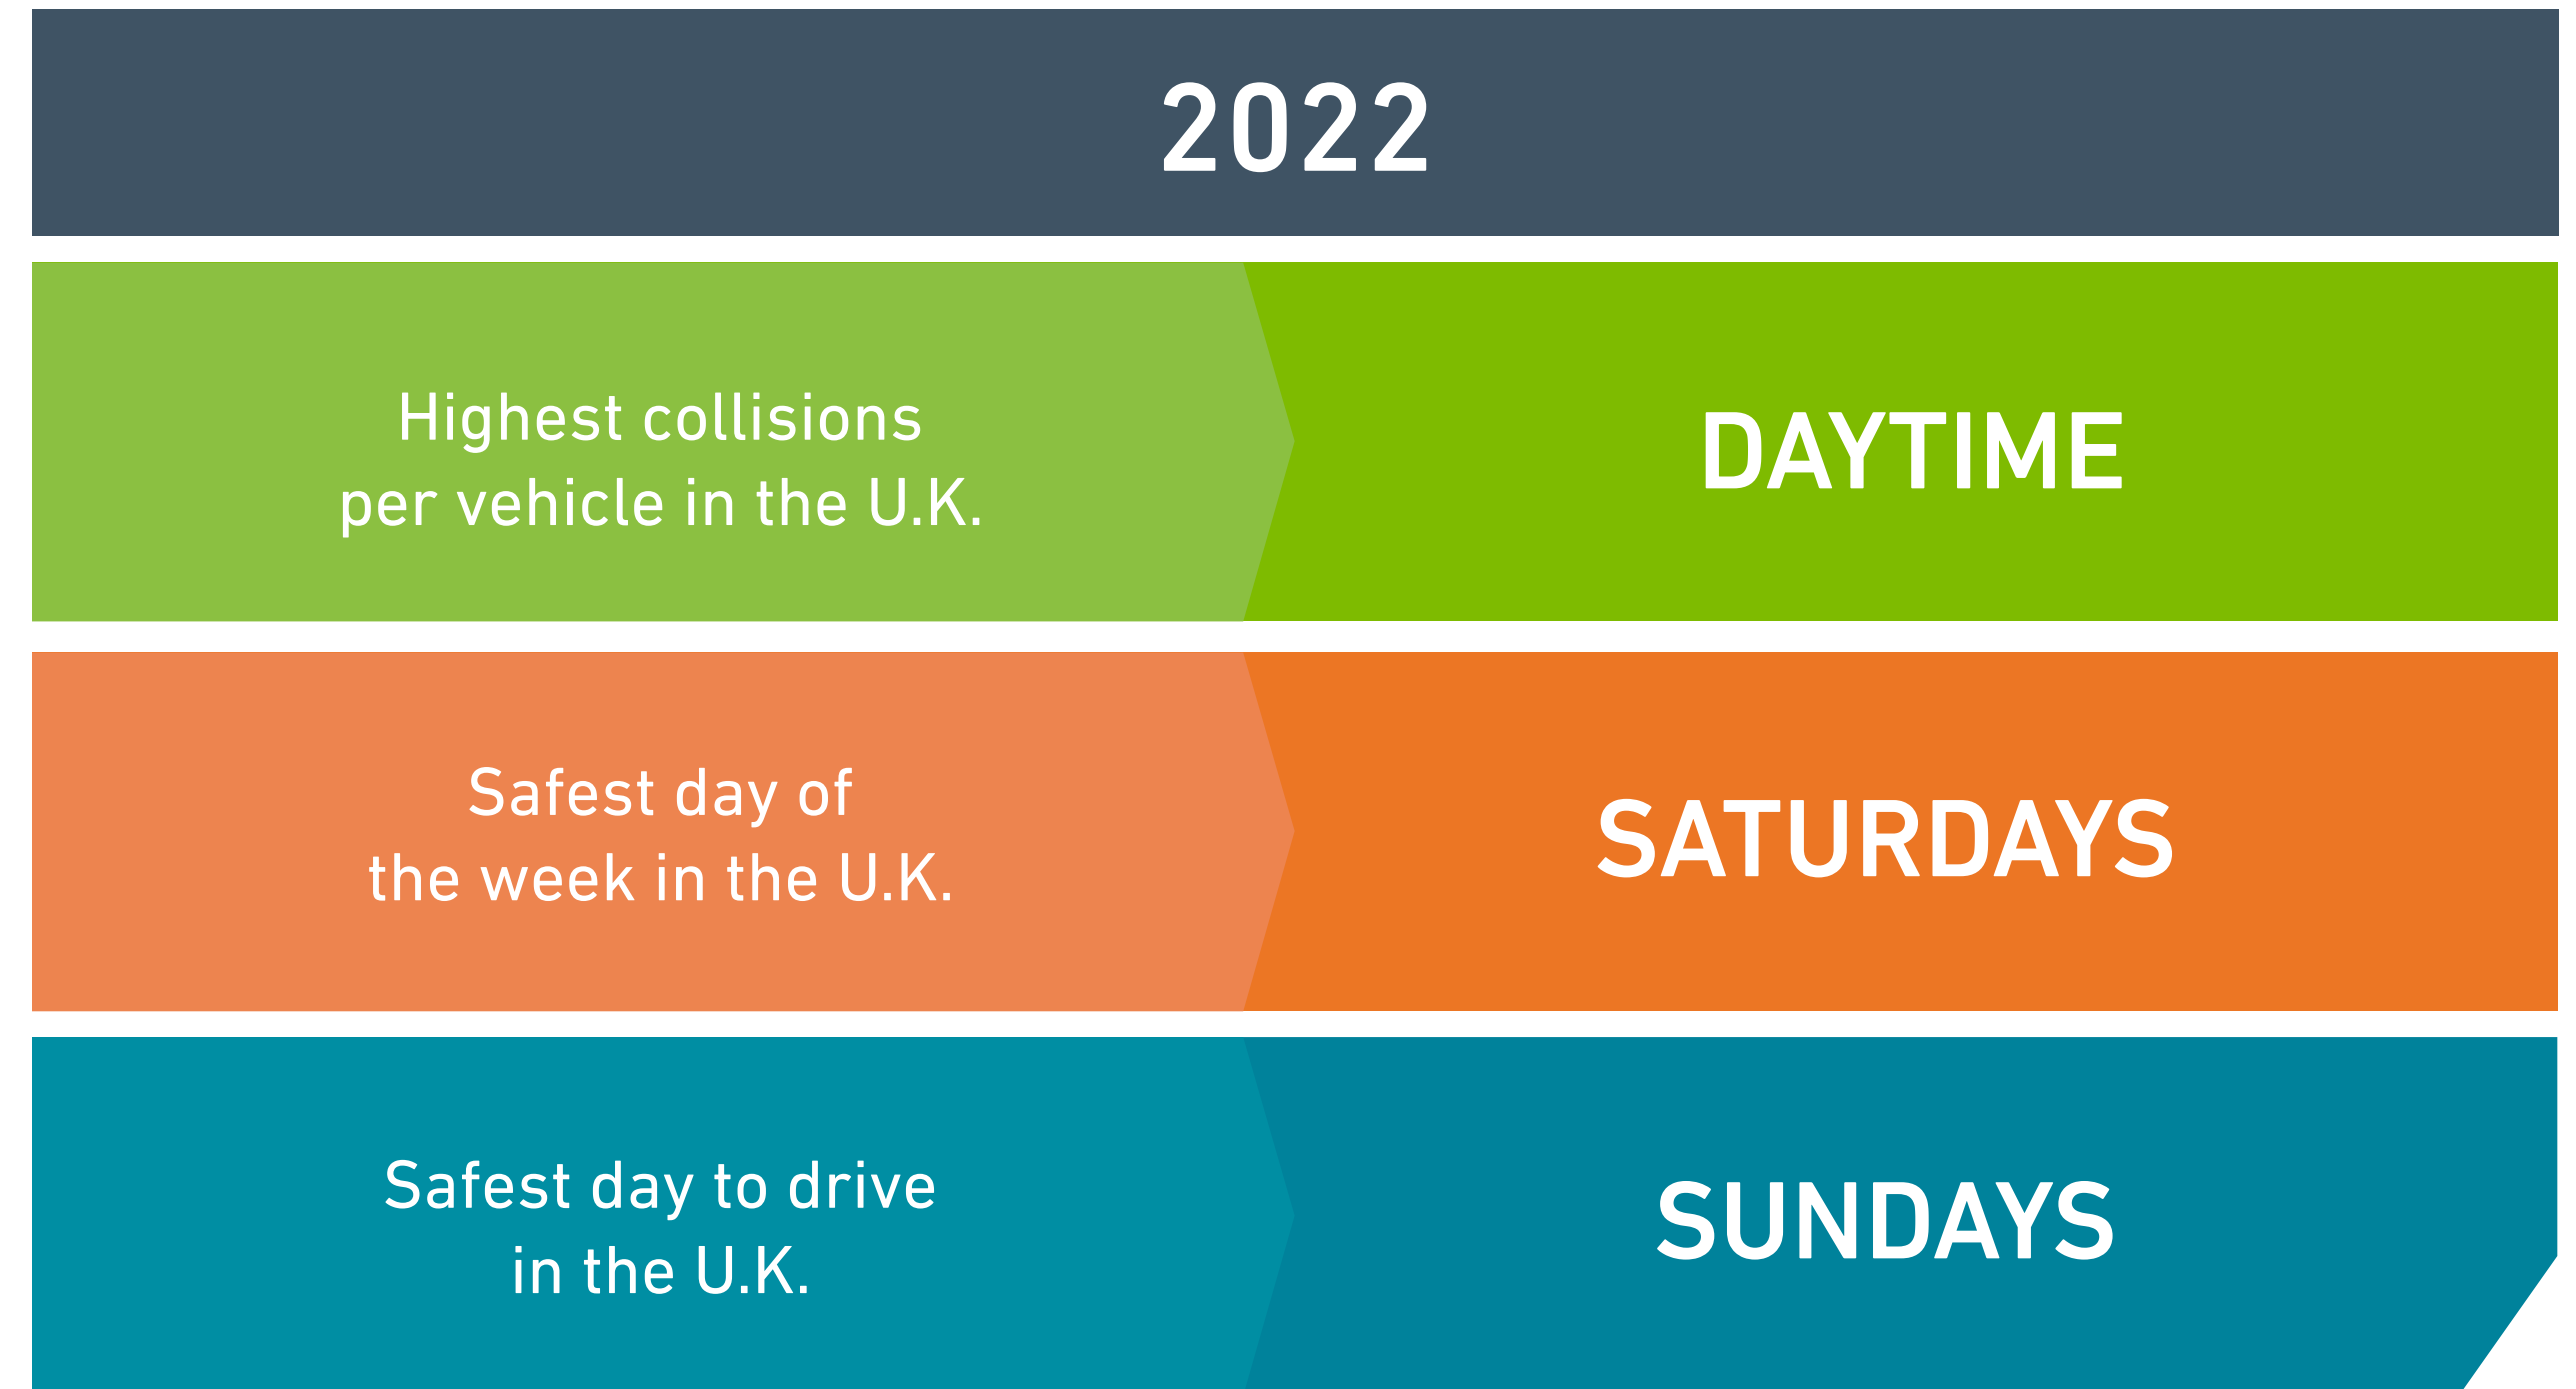 2022
Highest collisions
per vehicle in the U.K.
DAYTIME
Safest day of
the week in the U.K.
SATURDAYS
Safest day to drive
in the U.K.
SUNDAYS